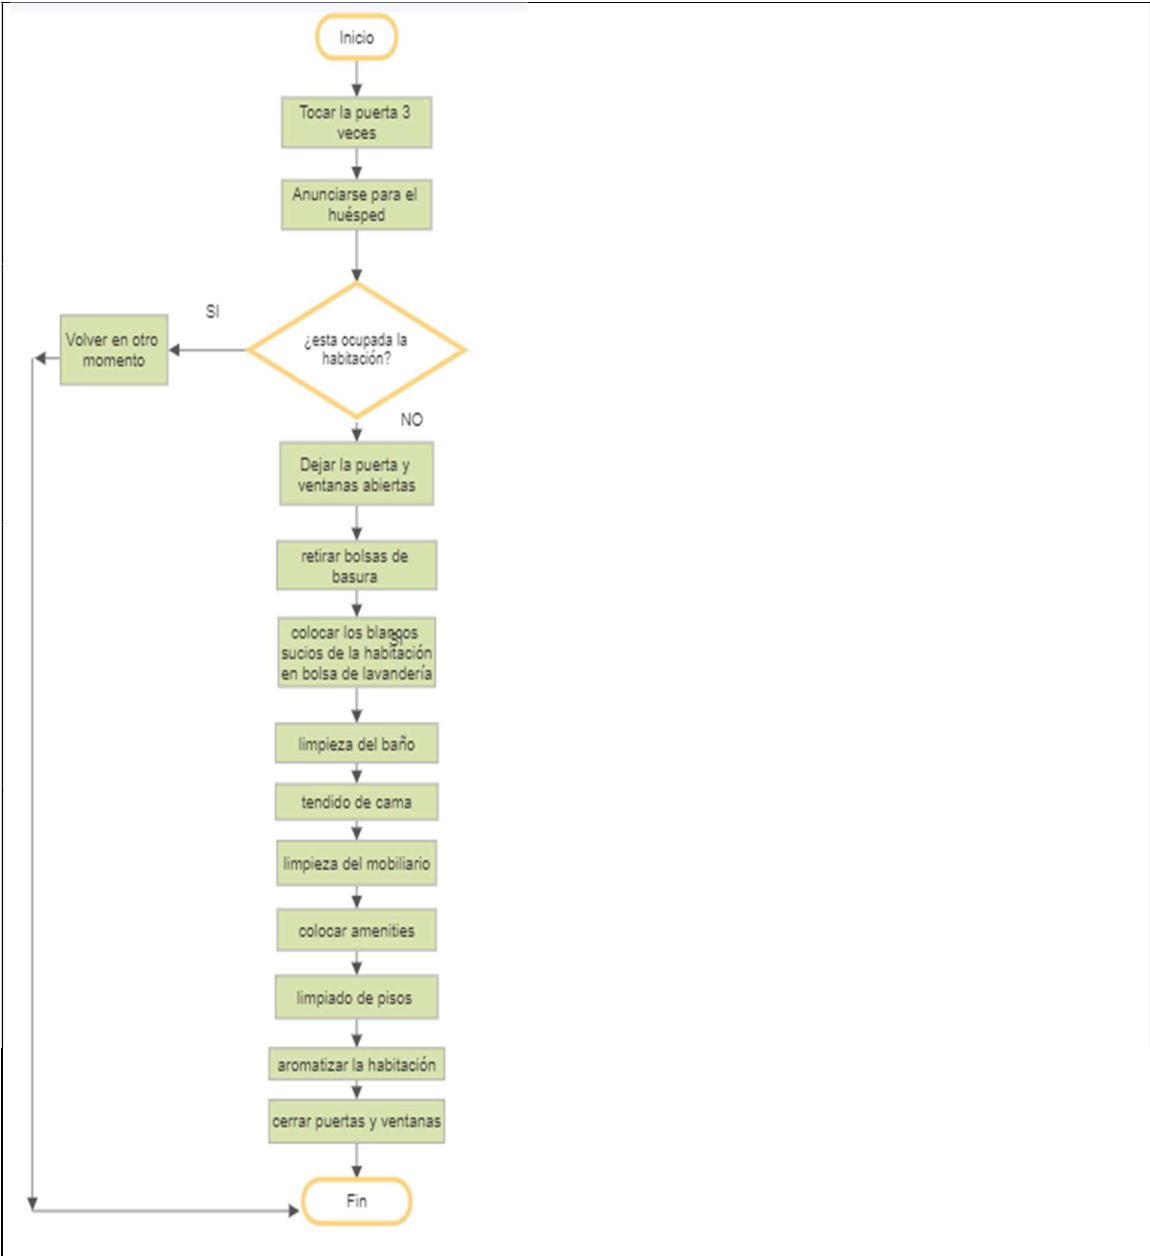 Inicio
Tocar la puerta 3
veces
Anunciarse para el
huésped
SI
¿esta ocupada la
habitación?
Volver en otro
momento
NO
Dejar la puerta y
ventanas abiertas
retirar bolsas de
basura
colocar los blancos
SI
sucios de la habitación
en bolsa de lavandería
limpieza del baño
tendido de cama
limpieza del mobiliario
colocar amenities
limpiado de pisos
aromatizar la habitación
cerrar puertas y ventanas
Fin